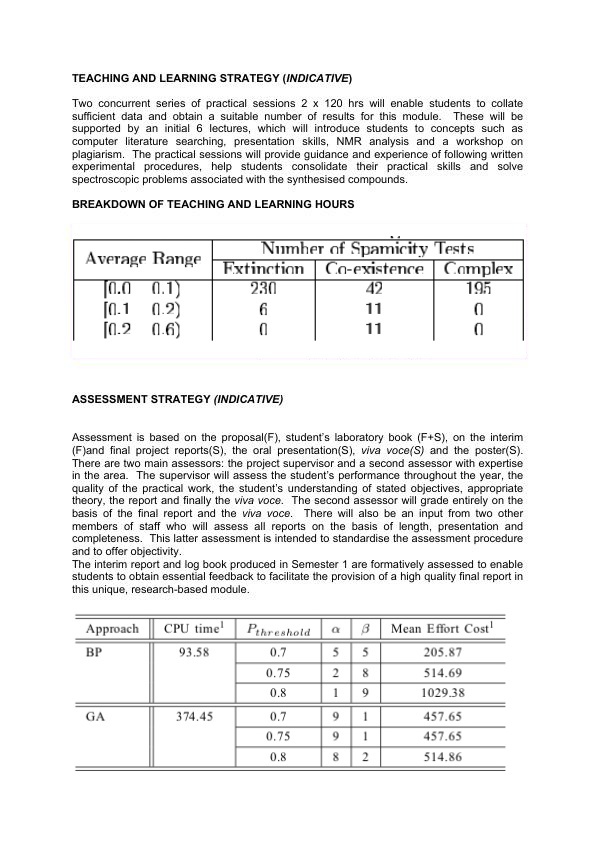 TEACHING AND LEARNING STRATEGY (INDICATIVE)
Two concurrent series of practical sessions 2 x 120 hrs will enable students to collate
sufficient data and obtain a suitable number of results for this module. These will be
supported by an initial 6 lectures, which will introduce students to concepts such as
computer literature searching, presentation skills, NMR analysis and a workshop on
plagiarism. The practical sessions will provide guidance and experience of following written
experimental procedures, help students consolidate their practical skills and solve
spectroscopic problems associated with the synthesised compounds.
BREAKDOWN OF TEACHING AND LEARNING HOURS
Average Range Number of Spamicity Tests
Extinction Co-existence Complex
[0.0 0.1) 230 42 195
[0.1 0.2) 6 11 0
[0.2 0.6) 0 11 0
ASSESSMENT STRATEGY (INDICATIVE)
Assessment is based on the proposal(F), student's laboratory book (F+S), on the interim
(F)and final project reports(S), the oral presentation(S), viva voce(S) and the poster(S).
There are two main assessors: the project supervisor and a second assessor with expertise
in the area. The supervisor will assess the student's performance throughout the year, the
quality of the practical work, the student's understanding of stated objectives, appropriate
theory, the report and finally the viva voce. The second assessor will grade entirely on the
basis of the final report and the viva voce. There will also be an input from two other
members of staff who will assess all reports on the basis of length, presentation and
completeness. This latter assessment is intended to standardise the assessment procedure
and to offer objectivity.
The interim report and log book produced in Semester 1 are formatively assessed to enable
students to obtain essential feedback to facilitate the provision of a high quality final report in
this unique, research-based module.
Approach CPU time¹ P_threshold α β Mean Effort Cost¹
BP 93.58 0.7 5 5 205.87
0.75 2 8 514.69
0.8 1 9 1029.38
GA 374.45 0.7 9 1 457.65
0.75 9 1 457.65
0.8 8 2 514.86